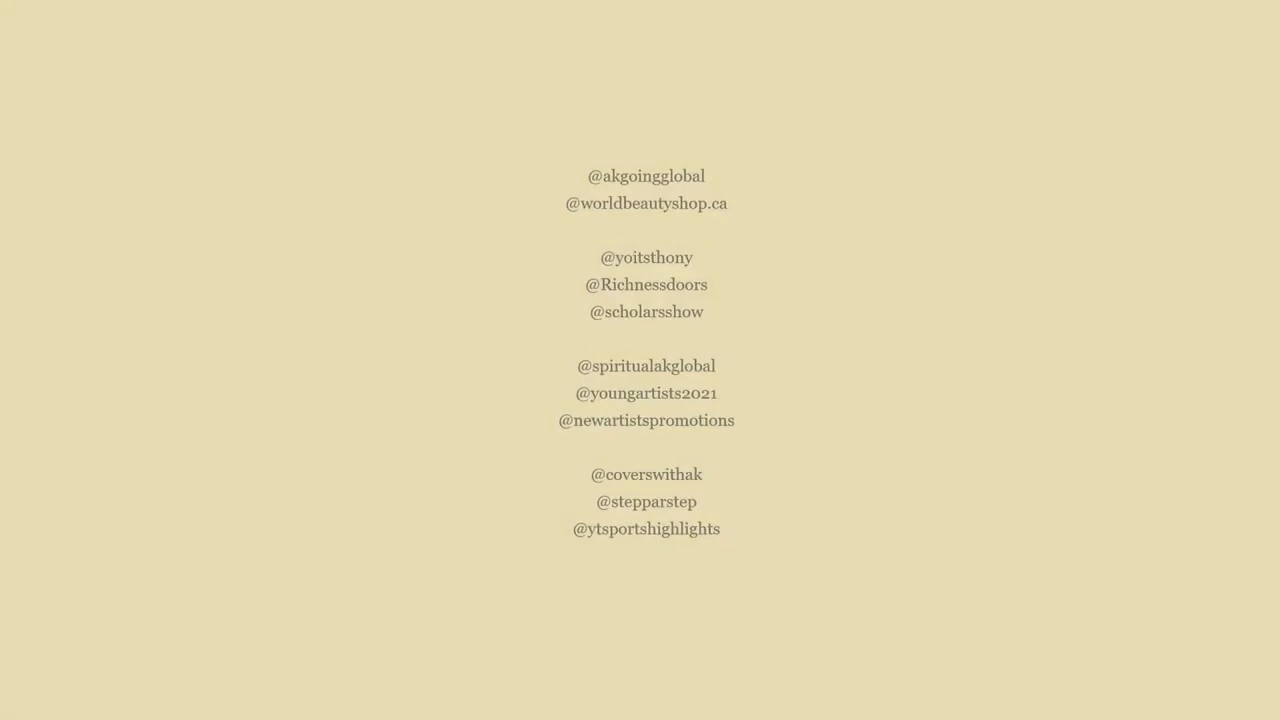 @akgoingglobal
@worldbeautyshop.ca
@yoitsthony
@Richnessdoors
@scholarsshow
@spiritualakglobal
@youngartists2021
@newartistspromotions
@coverswithak
@stepparstep
@ytsportshighlights